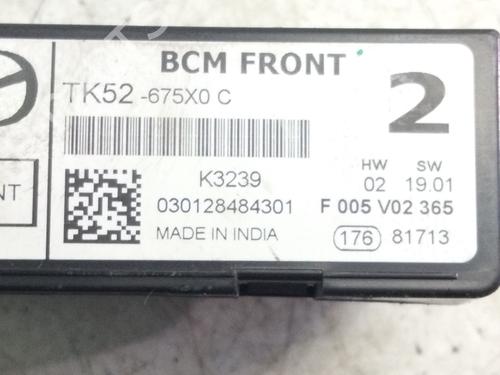 BCM FRONT
TK52 -675X0 C
2
HW SW
02 19.01
K3239
030128484301
F 005 V02 365
MADE IN INDIA
176 81713
NT